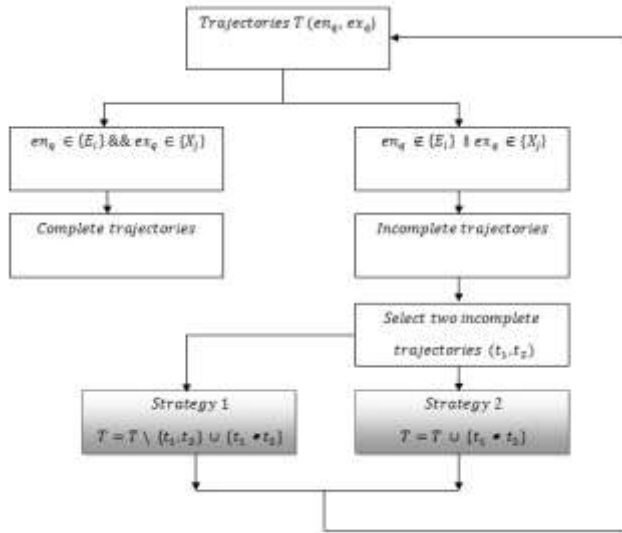 Trajectories T (en_q, ex_q)
en_q ∈ {E_i} && ex_q ∈ {X_j}
en_q ∉ {E_i} ‖ ex_q ∉ {X_j}
Complete trajectories
Incomplete trajectories
Select two incomplete
trajectories (t_1, t_2)
Strategy 1
T = T \ {t_1, t_2} ∪ {t_1 • t_2}
Strategy 2
T = T ∪ {t_1 • t_2}